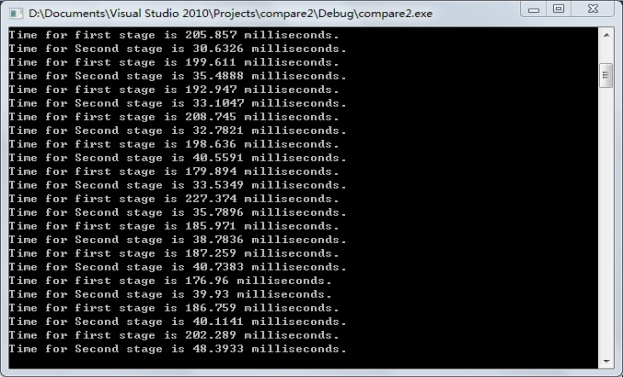 D:\Documents\Visual Studio 2010\Projects\compare2\Debug\compare2.exe
Time for first stage is 205.857 milliseconds.
Time for Second stage is 30.6326 milliseconds.
Time for first stage is 199.611 milliseconds.
Time for Second stage is 35.4888 milliseconds.
Time for first stage is 192.947 milliseconds.
Time for Second stage is 33.1047 milliseconds.
Time for first stage is 208.745 milliseconds.
Time for Second stage is 32.7821 milliseconds.
Time for first stage is 198.636 milliseconds.
Time for Second stage is 40.5591 milliseconds.
Time for first stage is 179.894 milliseconds.
Time for Second stage is 33.5349 milliseconds.
Time for first stage is 227.374 milliseconds.
Time for Second stage is 35.7896 milliseconds.
Time for first stage is 185.971 milliseconds.
Time for Second stage is 38.7836 milliseconds.
Time for first stage is 187.259 milliseconds.
Time for Second stage is 40.7383 milliseconds.
Time for first stage is 176.96 milliseconds.
Time for Second stage is 39.93 milliseconds.
Time for first stage is 186.759 milliseconds.
Time for Second stage is 40.1141 milliseconds.
Time for first stage is 202.289 milliseconds.
Time for Second stage is 48.3933 milliseconds.